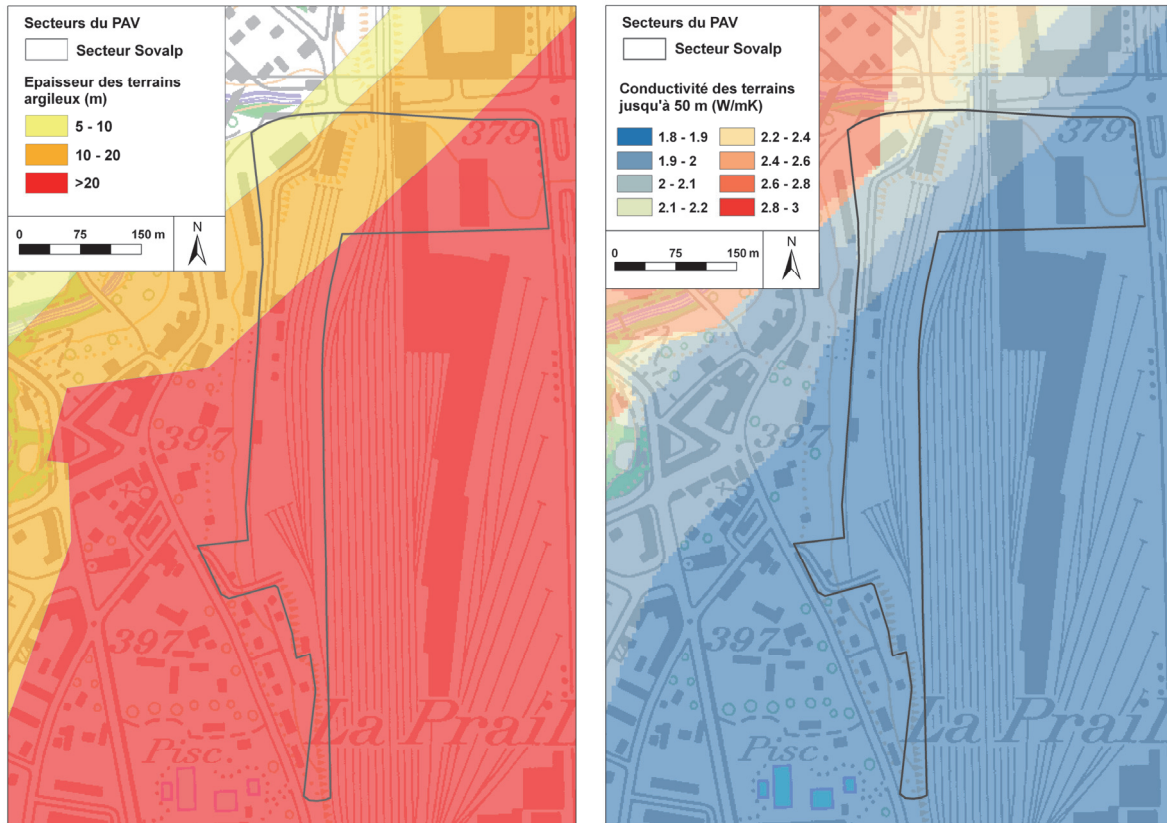 Secteurs du PAV
Secteur Sovalp
Epaisseur des terrains
argileux (m)
5 - 10
10 - 20
>20
N
0 75 150 m
379
397
397
La Prail
Pisc.
Secteurs du PAV
Secteur Sovalp
Conductivité des terrains
jusqu'à 50 m (W/mK)
1.8 - 1.9
2.2 - 2.4
1.9 - 2
2.4 - 2.6
2 - 2.1
2.6 - 2.8
2.1 - 2.2
2.8 - 3
N
0 75 150 m
379
397
397
La Prail
Pisc.